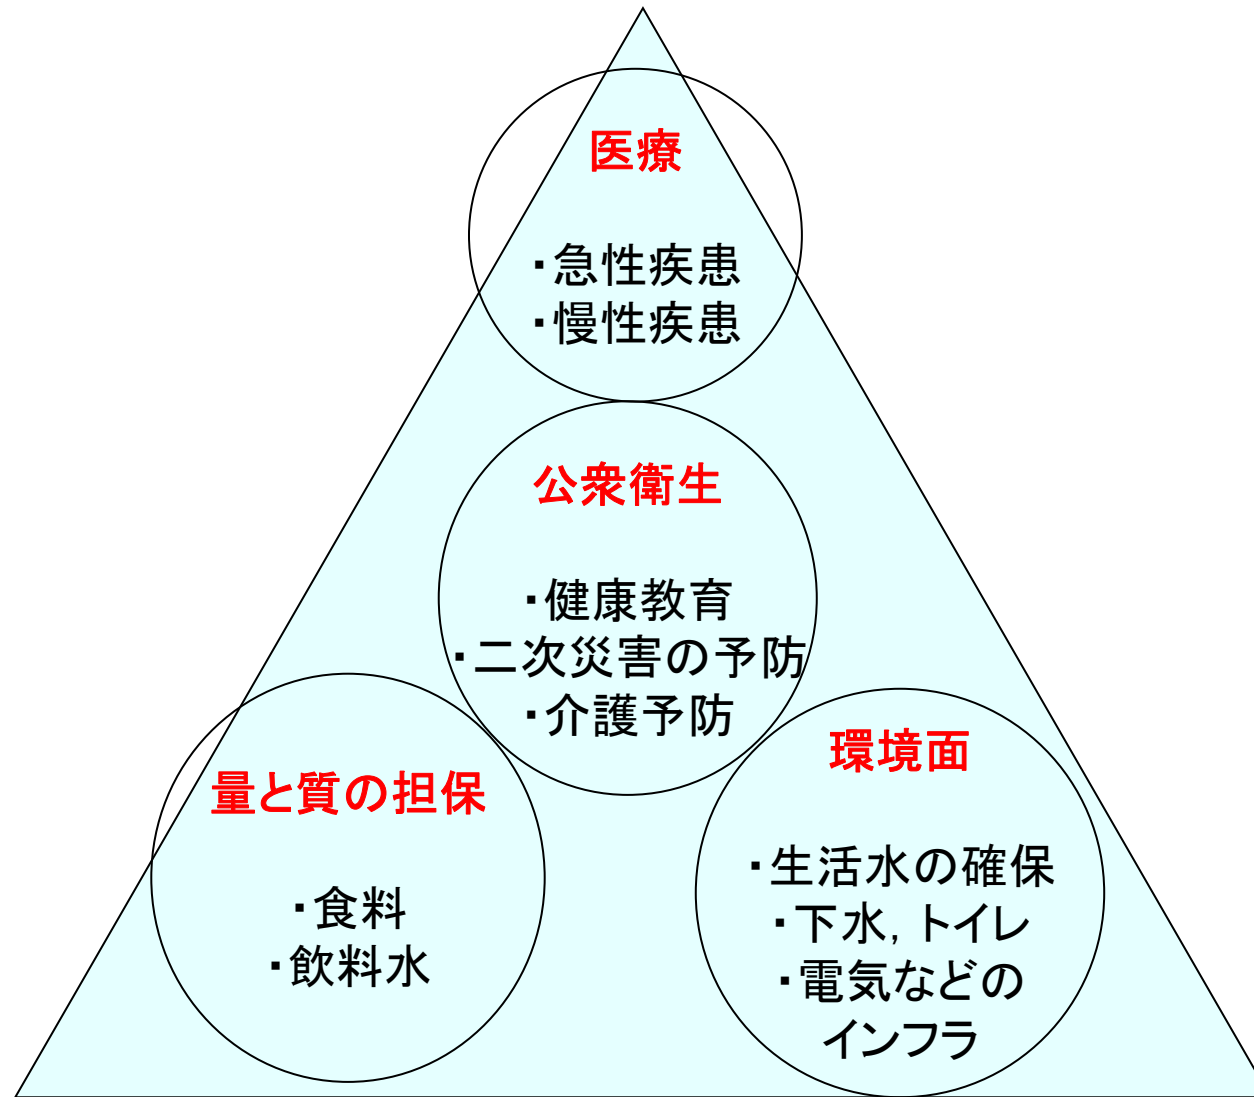 医療
・急性疾患
・慢性疾患
公衆衛生
・健康教育
・二次災害の予防
・介護予防
量と質の担保
・食料
・飲料水
環境面
・生活水の確保
・下水, トイレ
・電気などの
インフラ